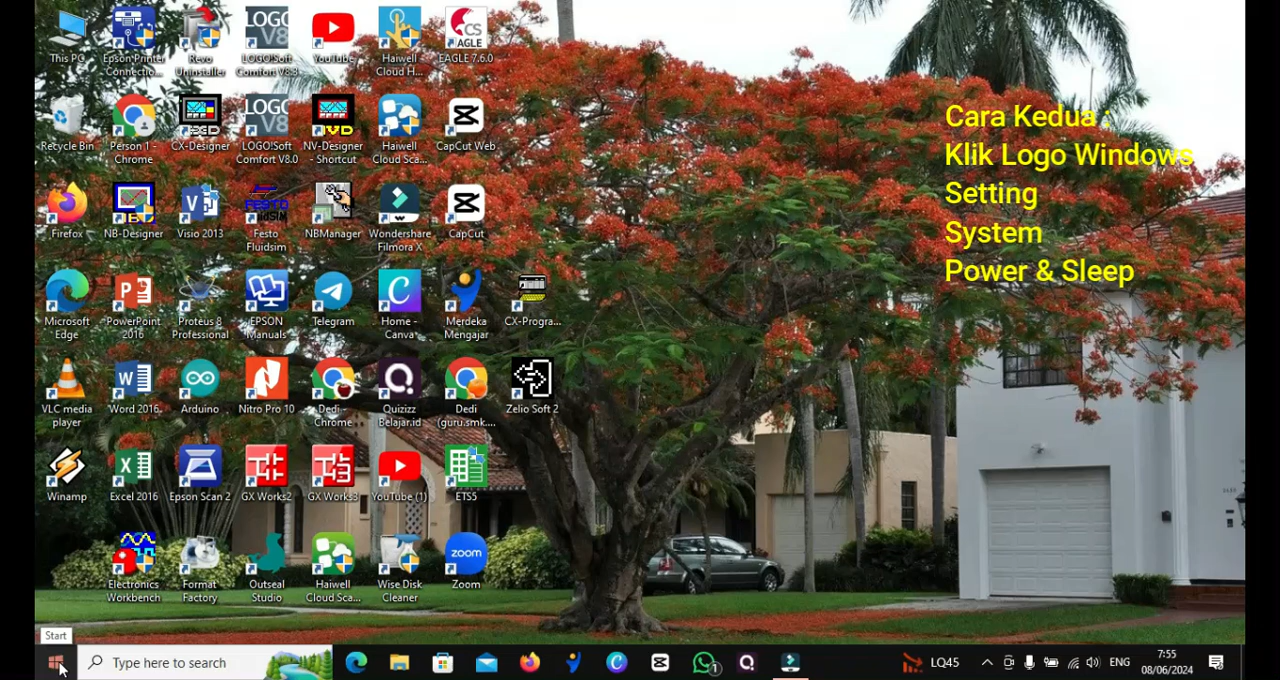 This PC
Epson Printer
Connectio...
Revo
Uninstaller
LOGO!Soft
Comfort V8.3
YouTube
Haiwell
Cloud H...
EAGLE 7.6.0
Recycle Bin
Person 1 -
Chrome
CX-Designer
LOGO!Soft
Comfort V8.0
NV-Designer
- Shortcut
Haiwell
Cloud Sca...
CapCut Web
Firefox
NB-Designer
Visio 2013
Festo
Fluidsim
NBManager
Wondershare
Filmora X
CapCut
Microsoft
Edge
PowerPoint
2016
Proteus 8
Professional
EPSON
Manuals
Telegram
Home -
Canva
Merdeka
Mengajar
CX-Progra...
VLC media
player
Word 2016
Arduino
Nitro Pro 10
Dedi -
Chrome
Quizizz
Belajar.id
Dedi
(guru.smk....
Zelio Soft 2
Winamp
Excel 2016
Epson Scan 2
GX Works2
GX Works3
YouTube (1)
ETS5
Electronics
Workbench
Format
Factory
Outseal
Studio
Haiwell
Cloud Sca...
Wise Disk
Cleaner
Zoom
Cara Kedua :
Klik Logo Windows
Setting
System
Power & Sleep
Start
Type here to search
LQ45
ENG
7:55
08/06/2024